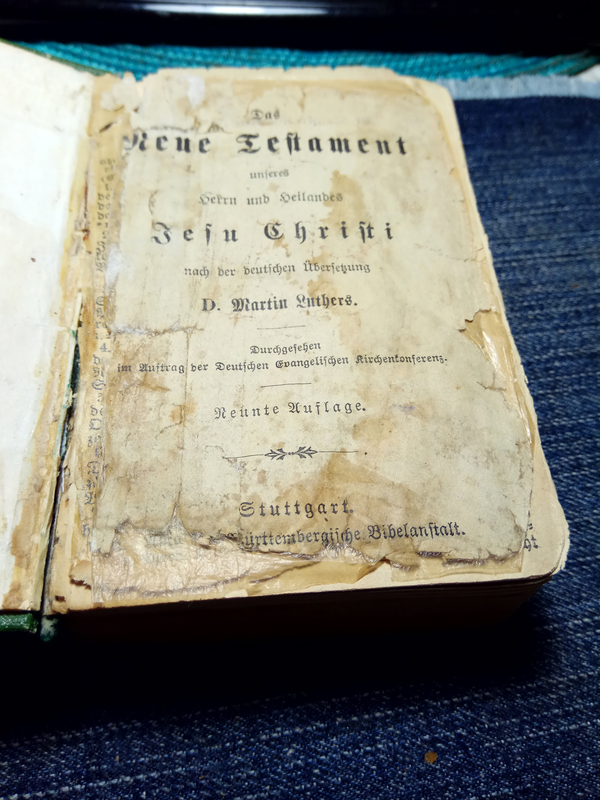 Das
Neue Testament
unseres
Herrn und Heilandes
Jesu Christi
nach der deutschen Übersetzung
D. Martin Luthers.
Durchgesehen
im Auftrag der Deutschen Evangelischen Kirchenkonferenz.
Neunte Auflage.
Stuttgart.
Württembergische Bibelanstalt.